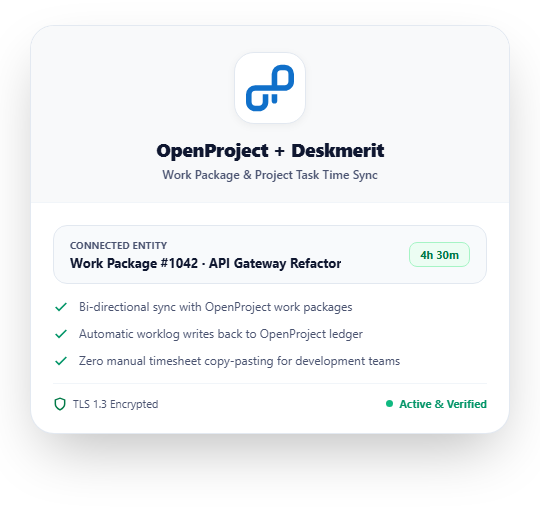 OpenProject + Deskmerit
Work Package & Project Task Time Sync
CONNECTED ENTITY
Work Package #1042 · API Gateway Refactor
4h 30m
Bi-directional sync with OpenProject work packages
Automatic worklog writes back to OpenProject ledger
Zero manual timesheet copy-pasting for development teams
TLS 1.3 Encrypted
Active & Verified